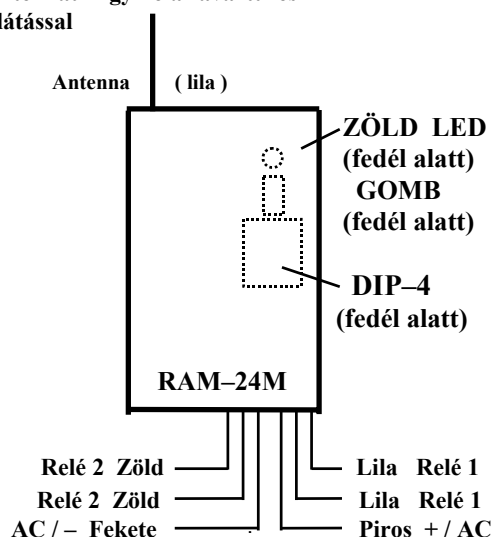 látással
Antenna ( lila )
ZÖLD LED
(fedél alatt)
GOMB
(fedél alatt)
DIP–4
(fedél alatt)
RAM–24M
Relé 2 Zöld Lila Relé 1
Relé 2 Zöld Lila Relé 1
AC / – Fekete Piros + / AC